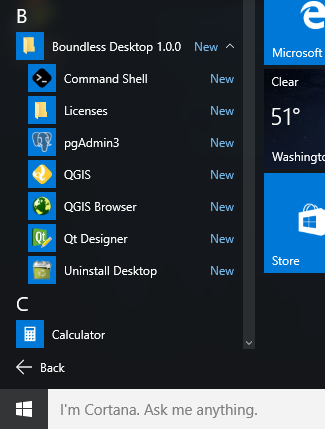 B
Boundless Desktop 1.0.0 New
Command Shell New
Licenses New
pgAdmin3 New
QGIS New
QGIS Browser New
Qt Designer New
Uninstall Desktop New
C
Calculator
Back
I'm Cortana. Ask me anything.
Microsoft
Clear
51°
Washington
Store